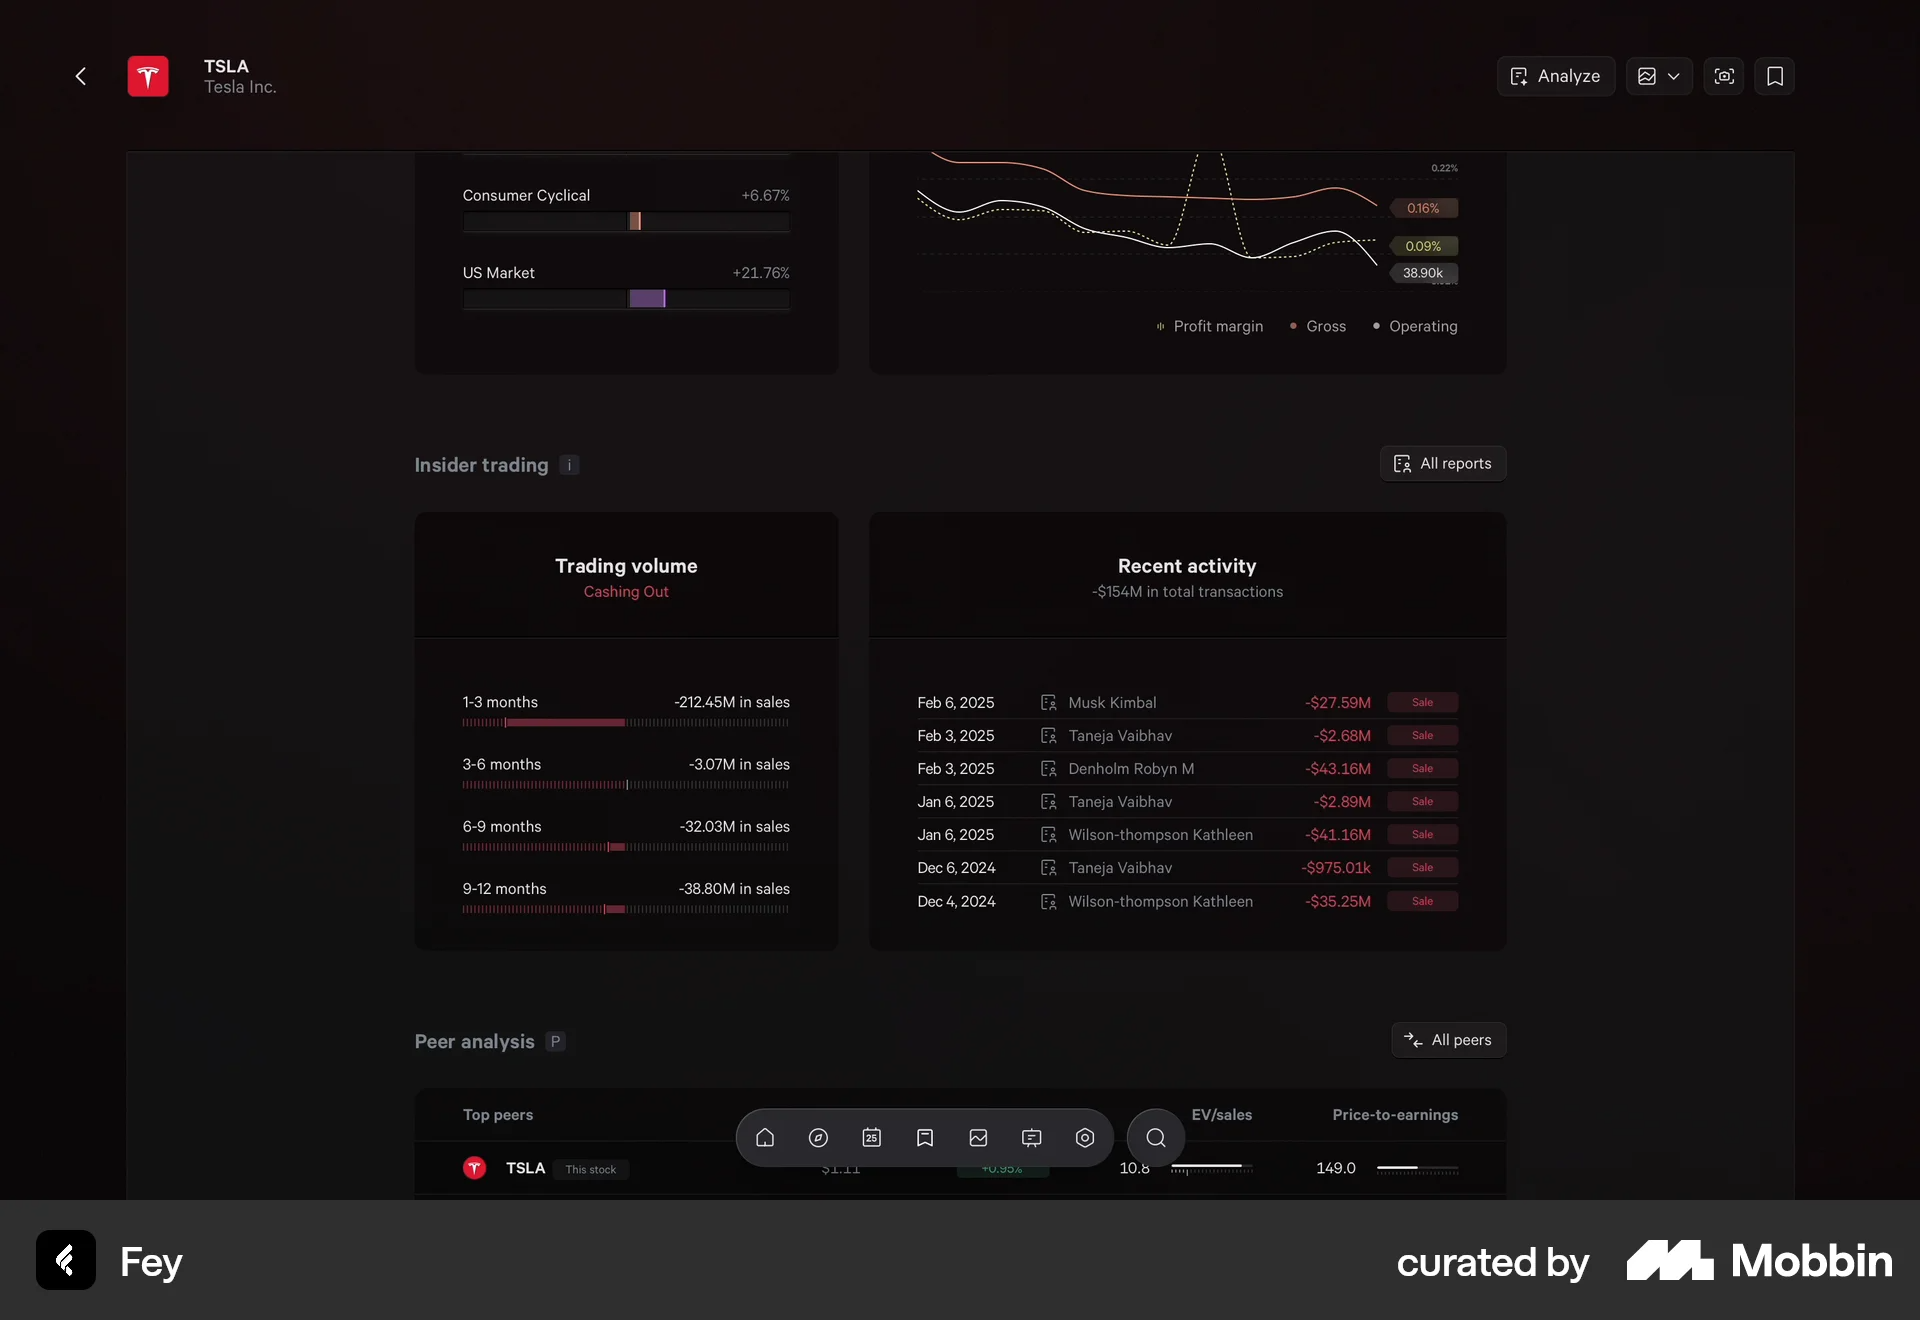 TSLA
Tesla Inc.
Analyze
Consumer Cyclical +6.67%
US Market +21.76%
0.22%
0.16%
0.09%
38.90k
Profit margin Gross Operating
Insider trading i
All reports
Trading volume
Cashing Out
1-3 months -212.45M in sales
3-6 months -3.07M in sales
6-9 months -32.03M in sales
9-12 months -38.80M in sales
Recent activity
-$154M in total transactions
Feb 6, 2025 Musk Kimbal -$27.59M Sale
Feb 3, 2025 Taneja Vaibhav -$2.68M Sale
Feb 3, 2025 Denholm Robyn M -$43.16M Sale
Jan 6, 2025 Taneja Vaibhav -$2.89M Sale
Jan 6, 2025 Wilson-thompson Kathleen -$41.16M Sale
Dec 6, 2024 Taneja Vaibhav -$975.01k Sale
Dec 4, 2024 Wilson-thompson Kathleen -$35.25M Sale
Peer analysis P
All peers
Top peers EV/sales Price-to-earnings
25
TSLA This stock $1.11 +0.95% 10.8 149.0
Fey
curated by Mobbin